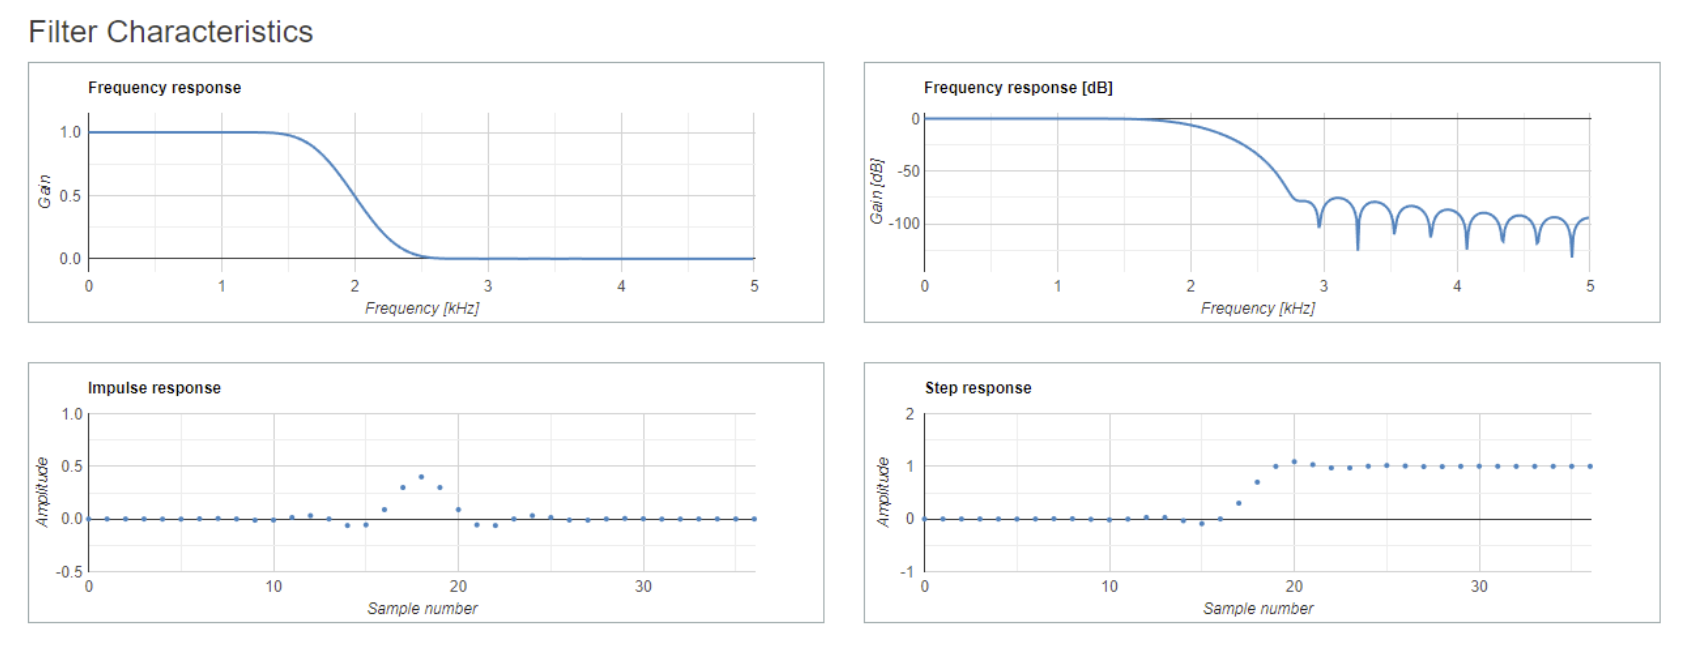 Filter Characteristics
Frequency response
1.0
0.5
0.0
Gain
0 1 2 3 4 5
Frequency [kHz]
Frequency response [dB]
0
-50
-100
Gain [dB]
0 1 2 3 4 5
Frequency [kHz]
Impulse response
1.0
0.5
0.0
-0.5
Amplitude
0 10 20 30
Sample number
Step response
2
1
0
-1
Amplitude
0 10 20 30
Sample number